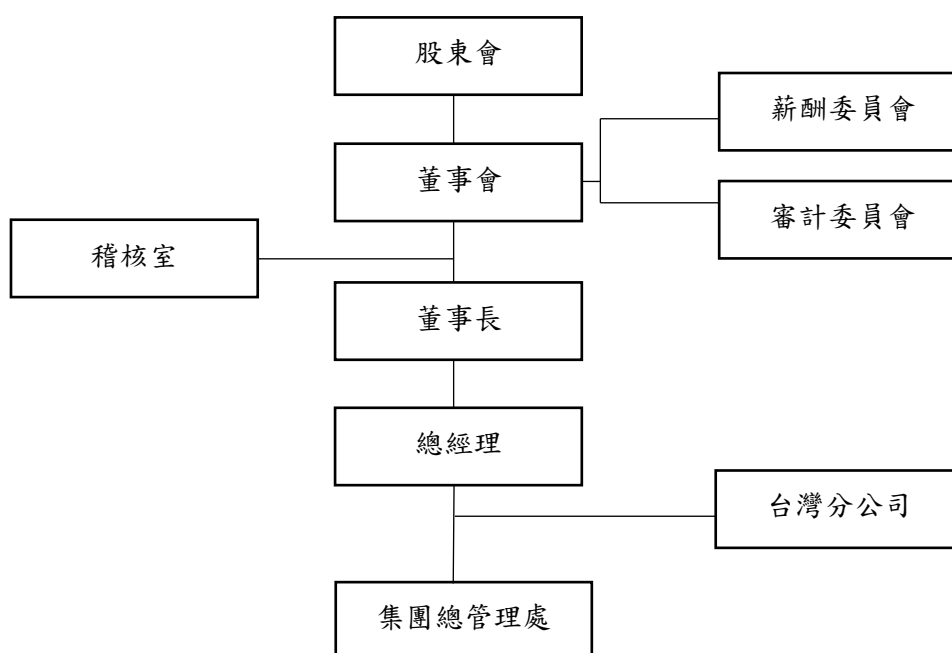 股東會
薪酬委員會
董事會
審計委員會
稽核室
董事長
總經理
台灣分公司
集團總管理處